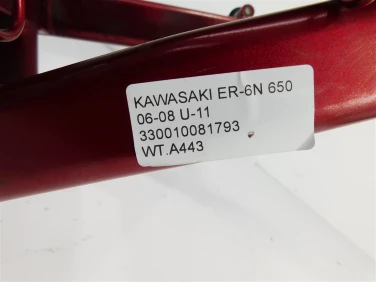 KAWASAKI ER-6N 650
06-08 U-11
330010081793
WT.A443